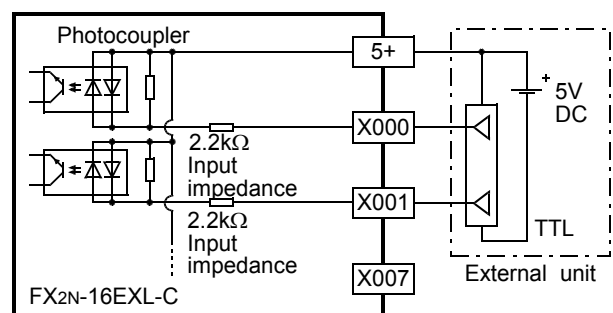 Photocoupler
5+
+
5V
DC
X000
2.2kΩ
Input
impedance
X001
2.2kΩ
Input
impedance
TTL
X007
External unit
FX2N-16EXL-C